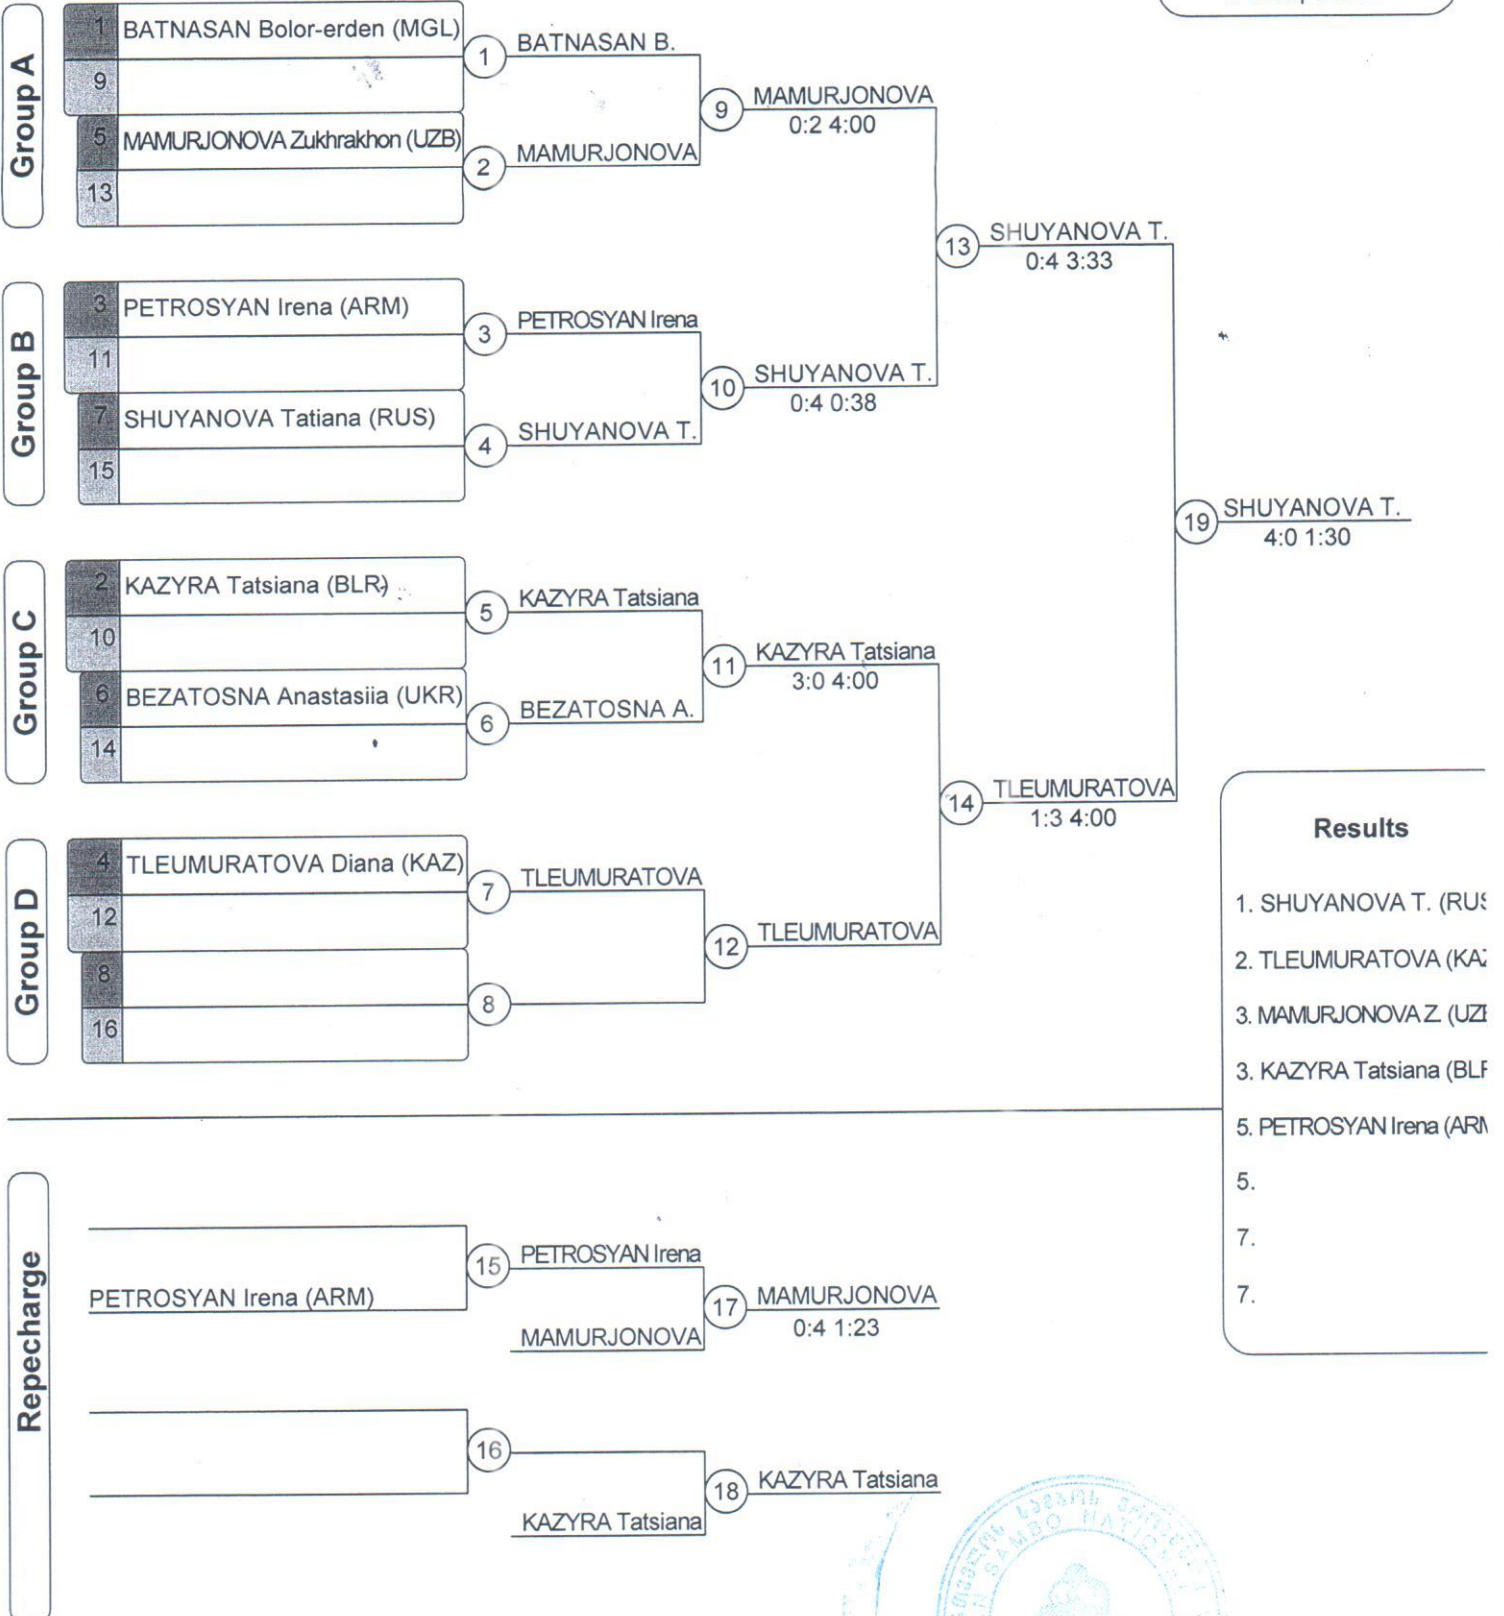 Group A
1 BATNASAN Bolor-erden (MGL)
9
5 MAMURJONOVA Zukhrakhon (UZB)
13
1 BATNASAN B.
2 MAMURJONOVA
9 MAMURJONOVA
0:2 4:00
Group B
3 PETROSYAN Irena (ARM)
11
7 SHUYANOVA Tatiana (RUS)
15
3 PETROSYAN Irena
4 SHUYANOVA T.
10 SHUYANOVA T.
0:4 0:38
13 SHUYANOVA T.
0:4 3:33
Group C
2 KAZYRA Tatsiana (BLR)
10
6 BEZATOSNA Anastasiia (UKR)
14
5 KAZYRA Tatsiana
6 BEZATOSNA A.
11 KAZYRA Tatsiana
3:0 4:00
Group D
4 TLEUMURATOVA Diana (KAZ)
12
8
16
7 TLEUMURATOVA
8
12 TLEUMURATOVA
14 TLEUMURATOVA
1:3 4:00
19 SHUYANOVA T.
4:0 1:30
Results
1. SHUYANOVA T. (RUS
2. TLEUMURATOVA (KAZ
3. MAMURJONOVA Z. (UZB
3. KAZYRA Tatsiana (BLR
5. PETROSYAN Irena (ARM
5.
7.
7.
Repecharge
PETROSYAN Irena (ARM)
15 PETROSYAN Irena
MAMURJONOVA
17 MAMURJONOVA
0:4 1:23
16
KAZYRA Tatsiana
18 KAZYRA Tatsiana
SAMBO NATIO